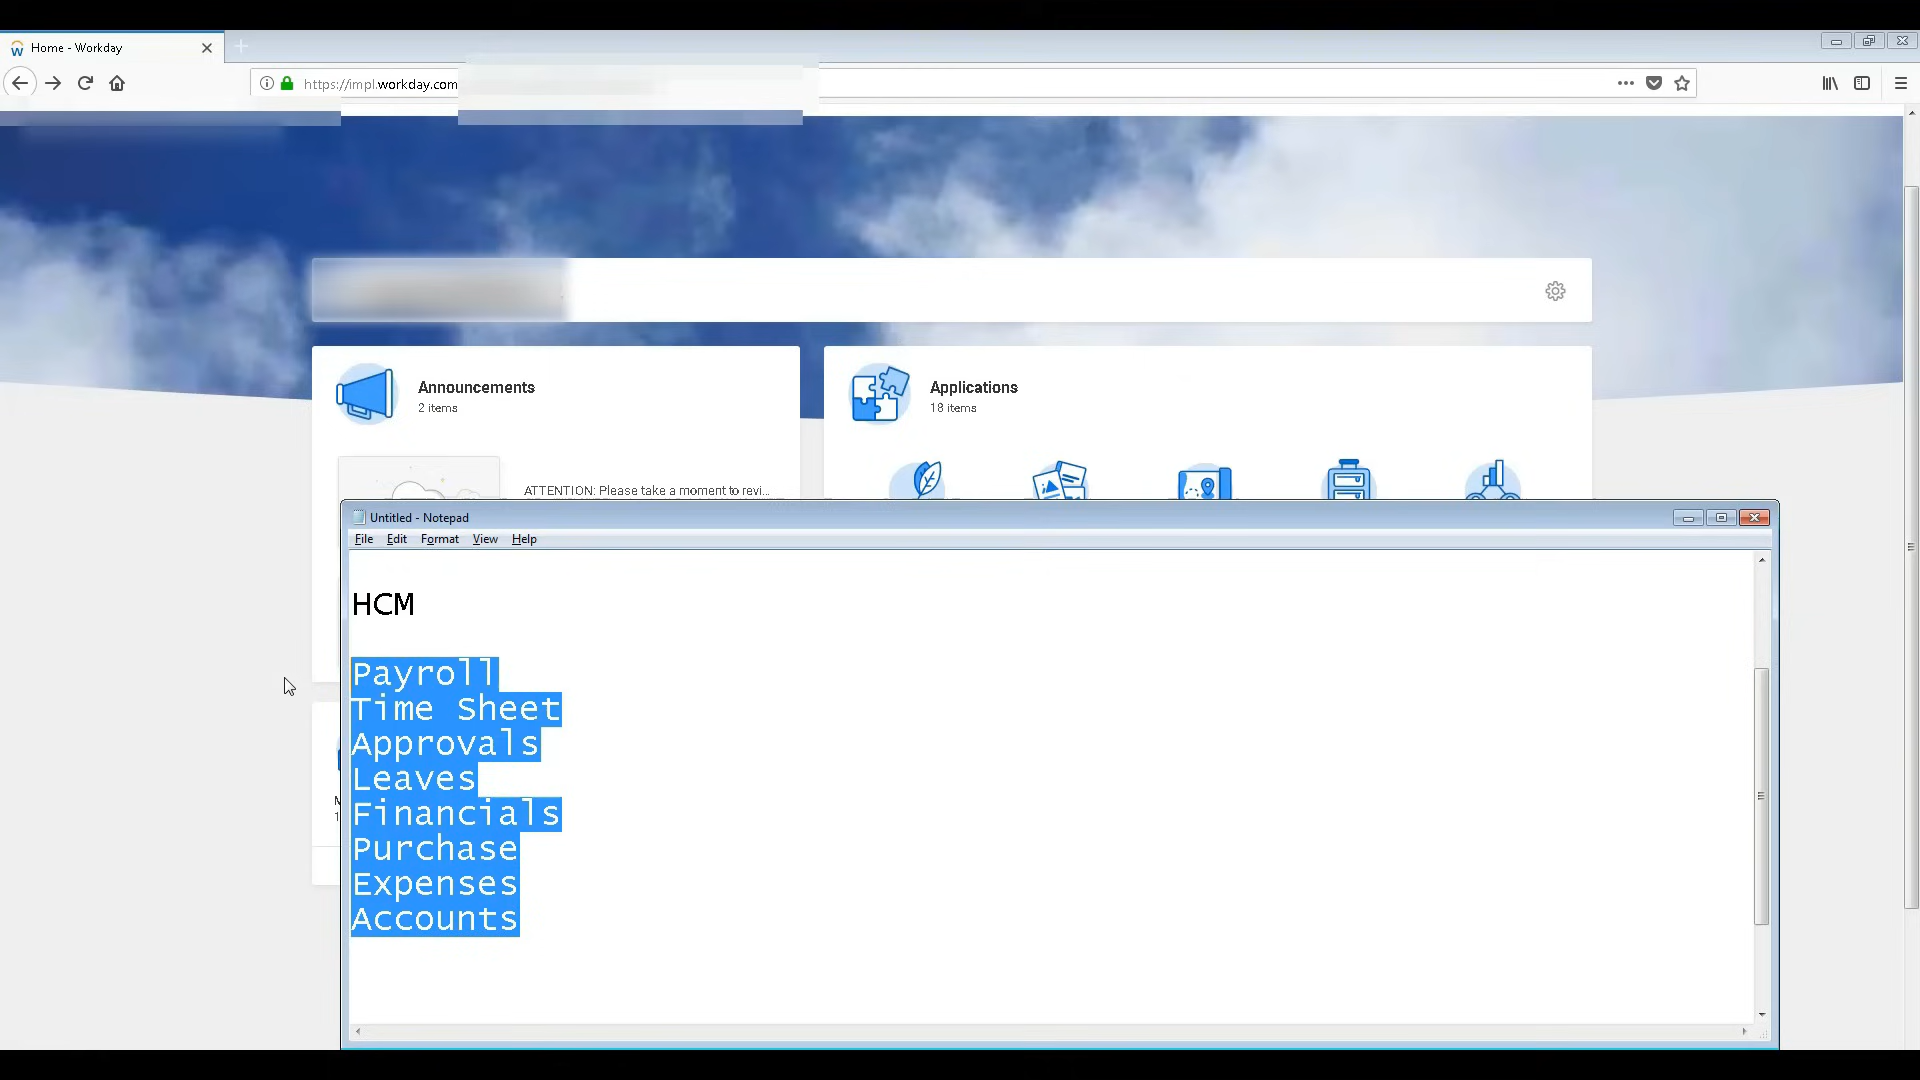 Home - Workday
https://impl.workday.com
Announcements
2 items
Applications
18 items
ATTENTION: Please take a moment to revi...
Untitled - Notepad
File Edit Format View Help
HCM
Payroll
Time Sheet
Approvals
Leaves
Financials
Purchase
Expenses
Accounts